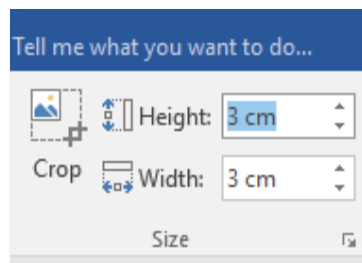 Tell me what you want to do...
Height: 3 cm
Crop Width: 3 cm
Size